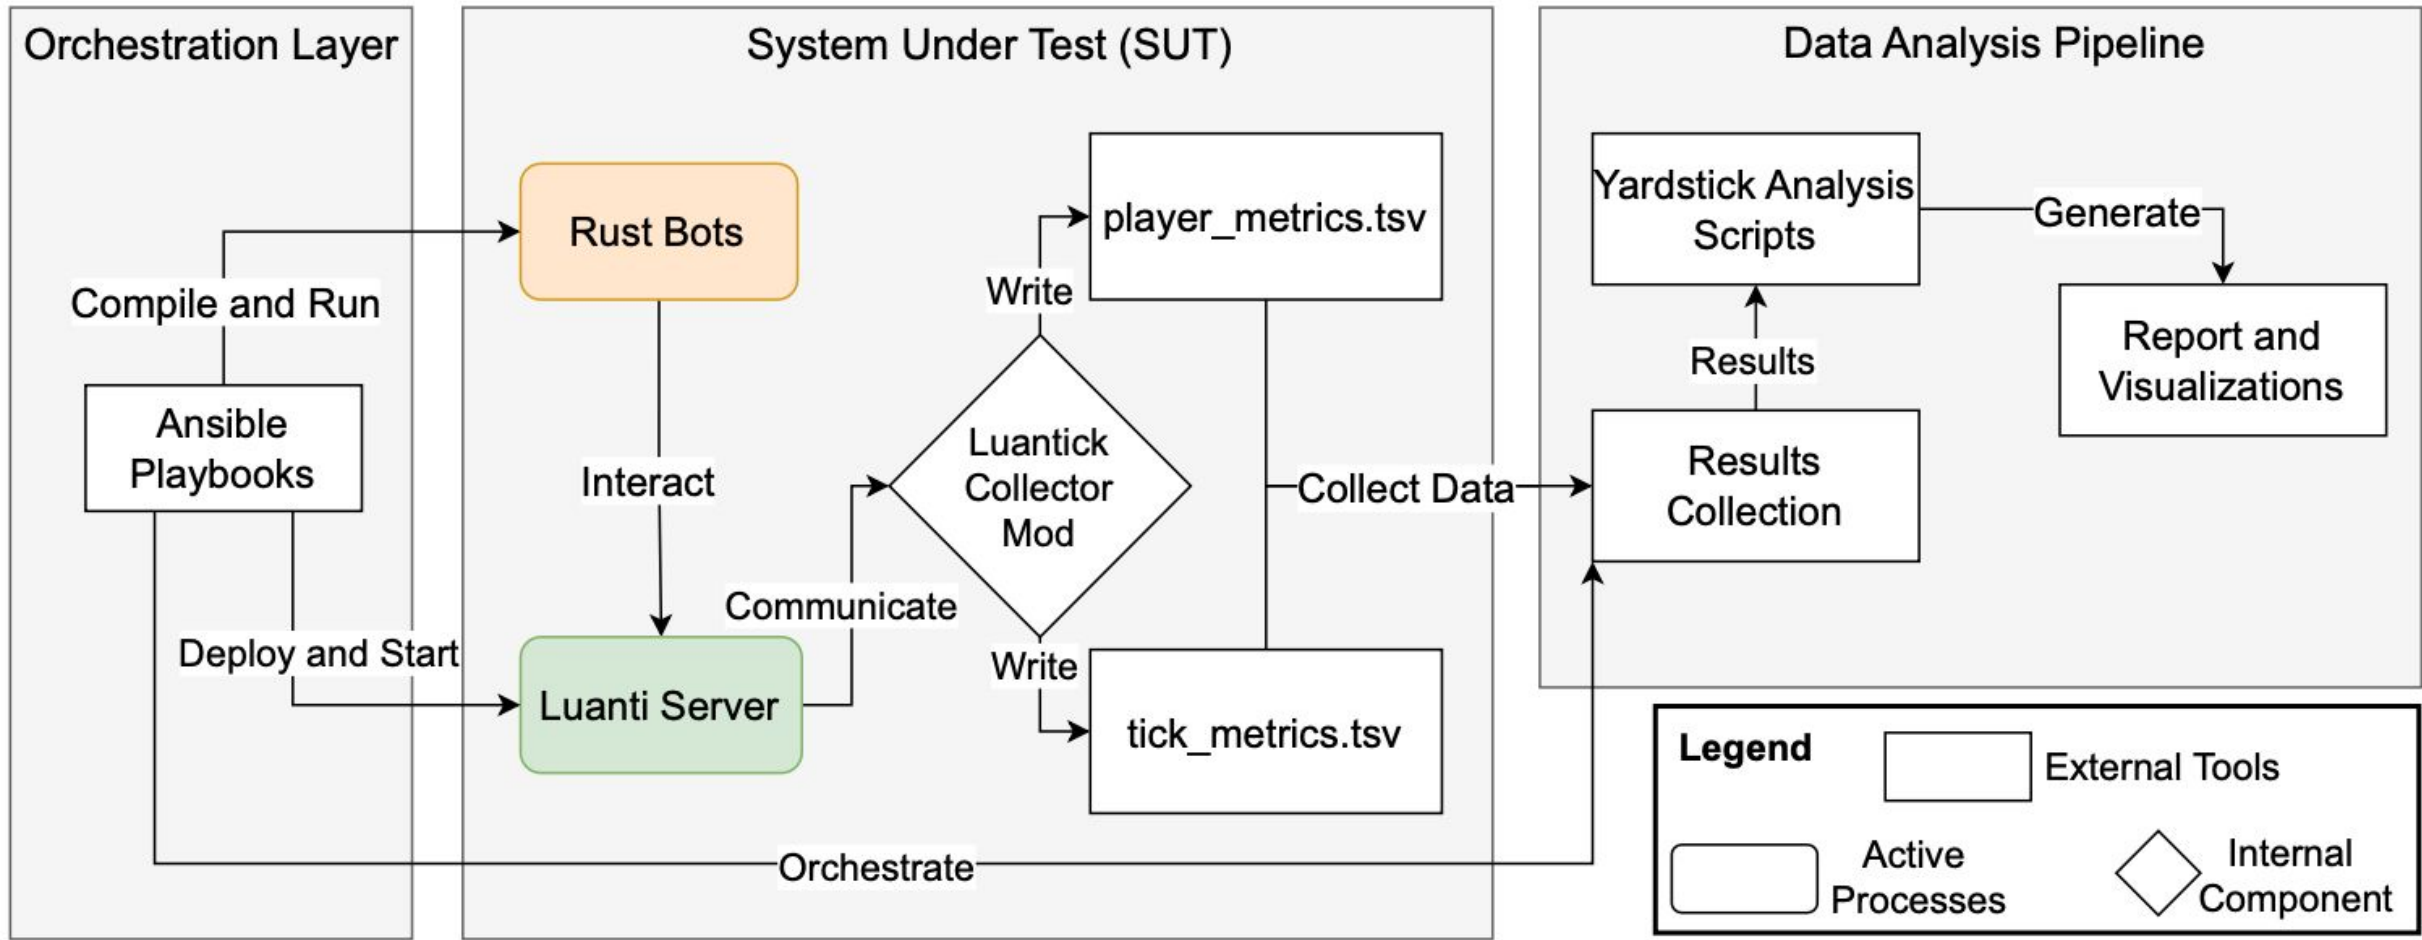 Orchestration Layer
Compile and Run
Ansible
Playbooks
Deploy and Start
System Under Test (SUT)
Rust Bots
Interact
Luanti Server
Communicate
Luantick
Collector
Mod
Write
player_metrics.tsv
Write
tick_metrics.tsv
Collect Data
Orchestrate
Data Analysis Pipeline
Yardstick Analysis
Scripts
Generate
Report and
Visualizations
Results
Results
Collection
Legend
External Tools
Active
Processes
Internal
Component